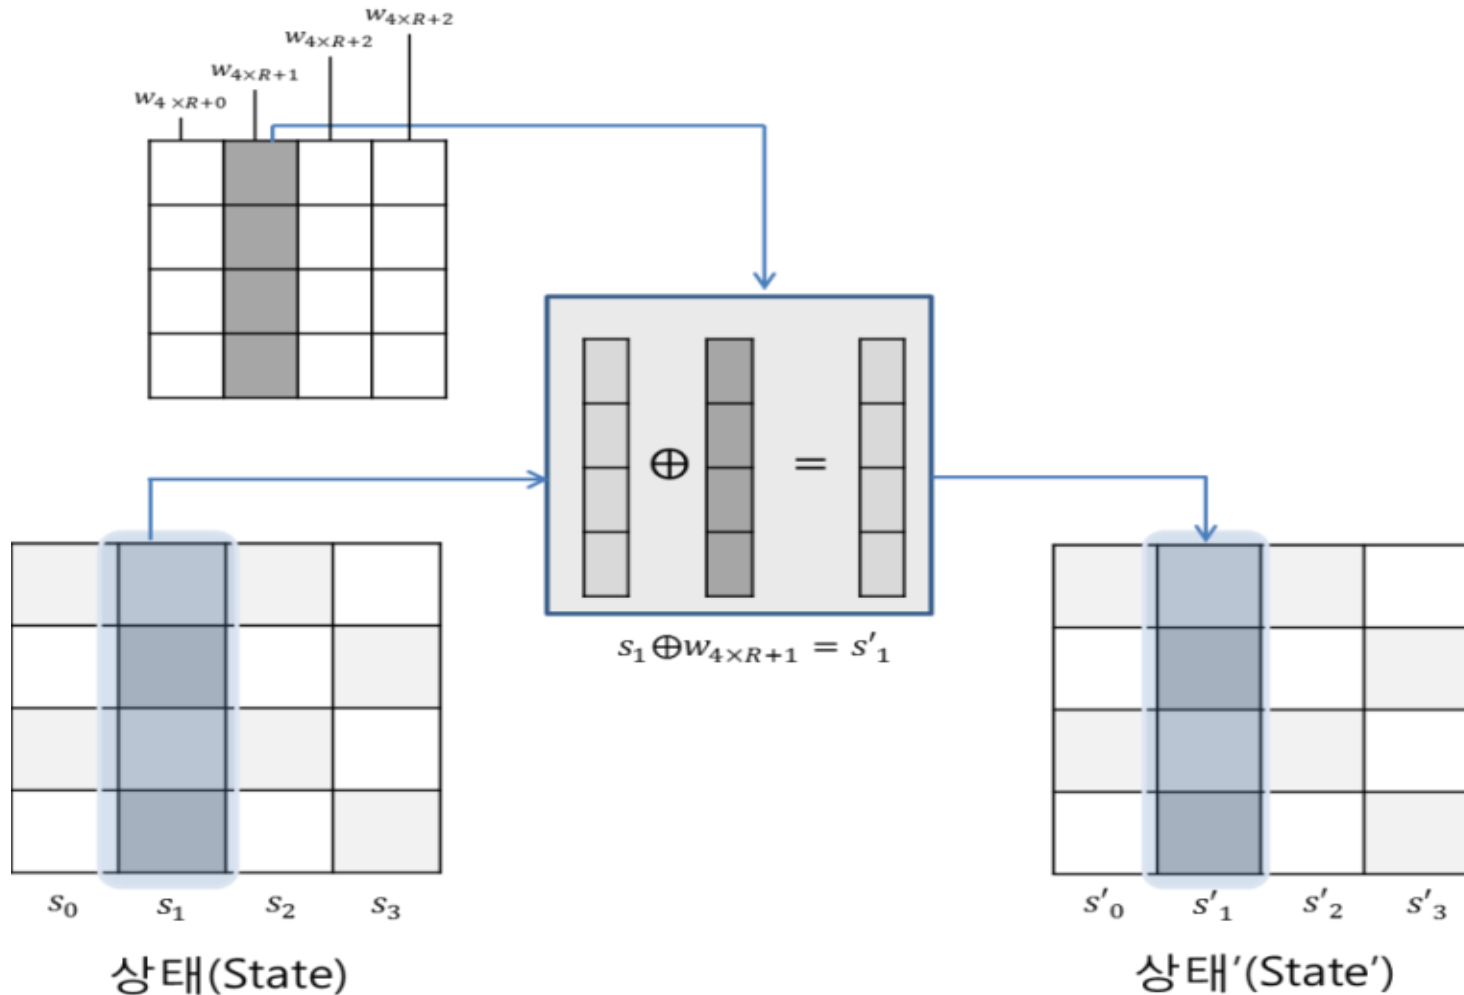 w₄×R+₀
w₄×R+₁
w₄×R+₂
w₄×R+₂
⊕ =
s₁⊕w₄×R+₁ = s′₁
s₀ s₁ s₂ s₃
상태(State)
s′₀ s′₁ s′₂ s′₃
상태′(State′)